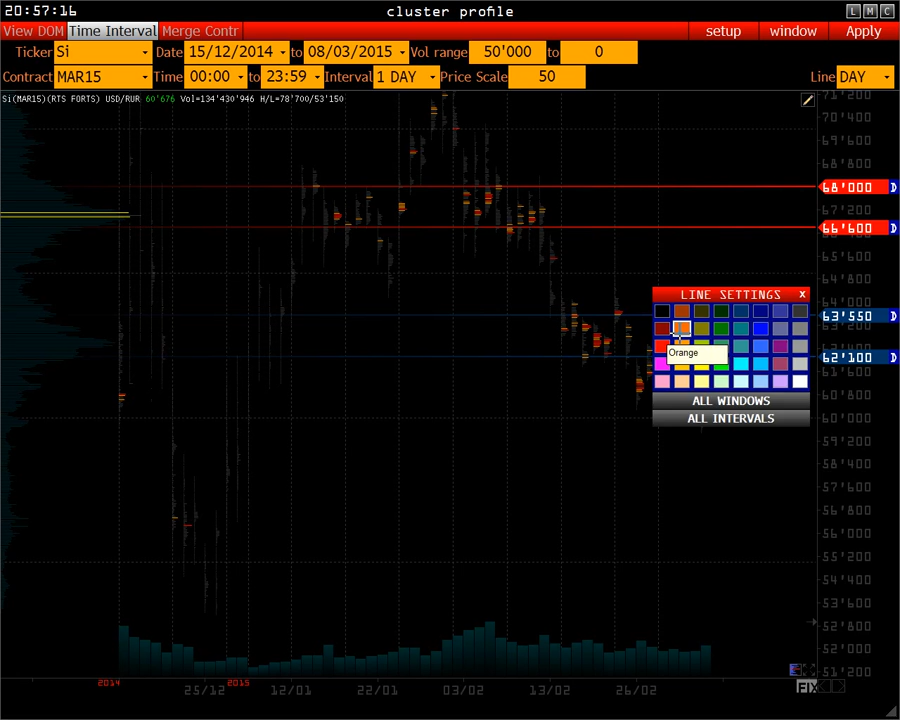 20:57:16 cluster profile L M C
View DOM Time Interval Merge Contr setup window Apply
Ticker Si Date 15/12/2014 to 08/03/2015 Vol range 50'000 to 0
Contract MAR15 Time 00:00 to 23:59 Interval 1 DAY Price Scale 50 Line DAY
Si(MAR15)(RTS FORTS) USD/RUR 60'676 Vol=134'430'946 H/L=78'700/53'150
71'200
70'400
69'600
68'800
68'000 D
67'200
66'600 D
65'600
64'800
64'000
LINE SETTINGS x
63'550 D
63'200
Orange
62'100 D
60'800
ALL WINDOWS
60'000
ALL INTERVALS
59'200
58'400
57'600
56'800
56'000
55'200
54'400
53'600
52'800
52'000
51'200
2014 2015
25/12 12/01 22/01 03/02 13/02 26/02
FIX